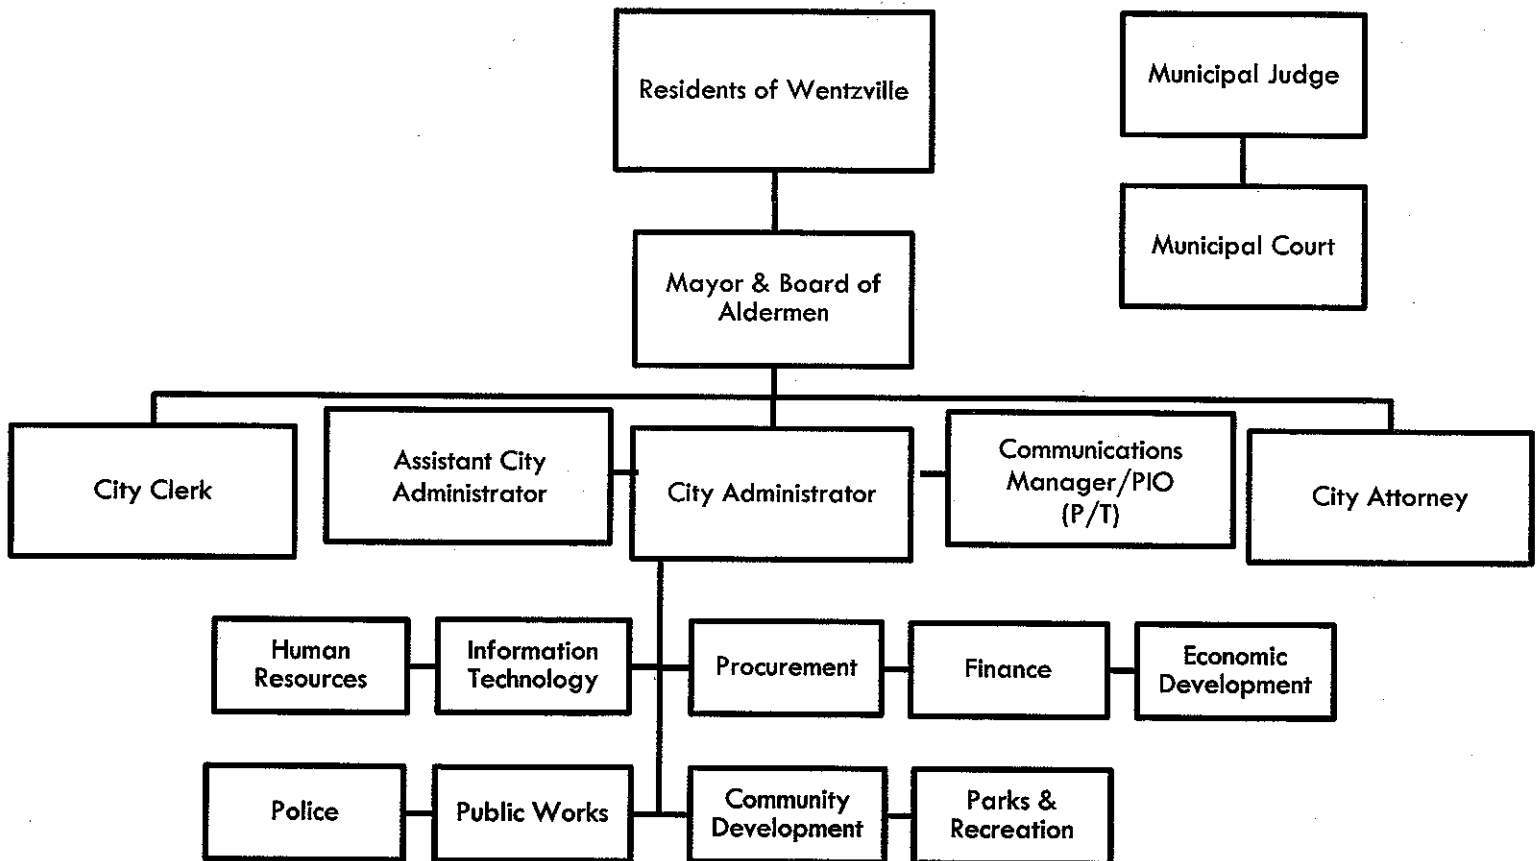 Residents of Wentzville
Municipal Judge
Municipal Court
Mayor & Board of
Aldermen
City Clerk
Assistant City
Administrator
City Administrator
Communications
Manager/PIO
(P/T)
City Attorney
Human
Resources
Information
Technology
Procurement
Finance
Economic
Development
Police
Public Works
Community
Development
Parks &
Recreation